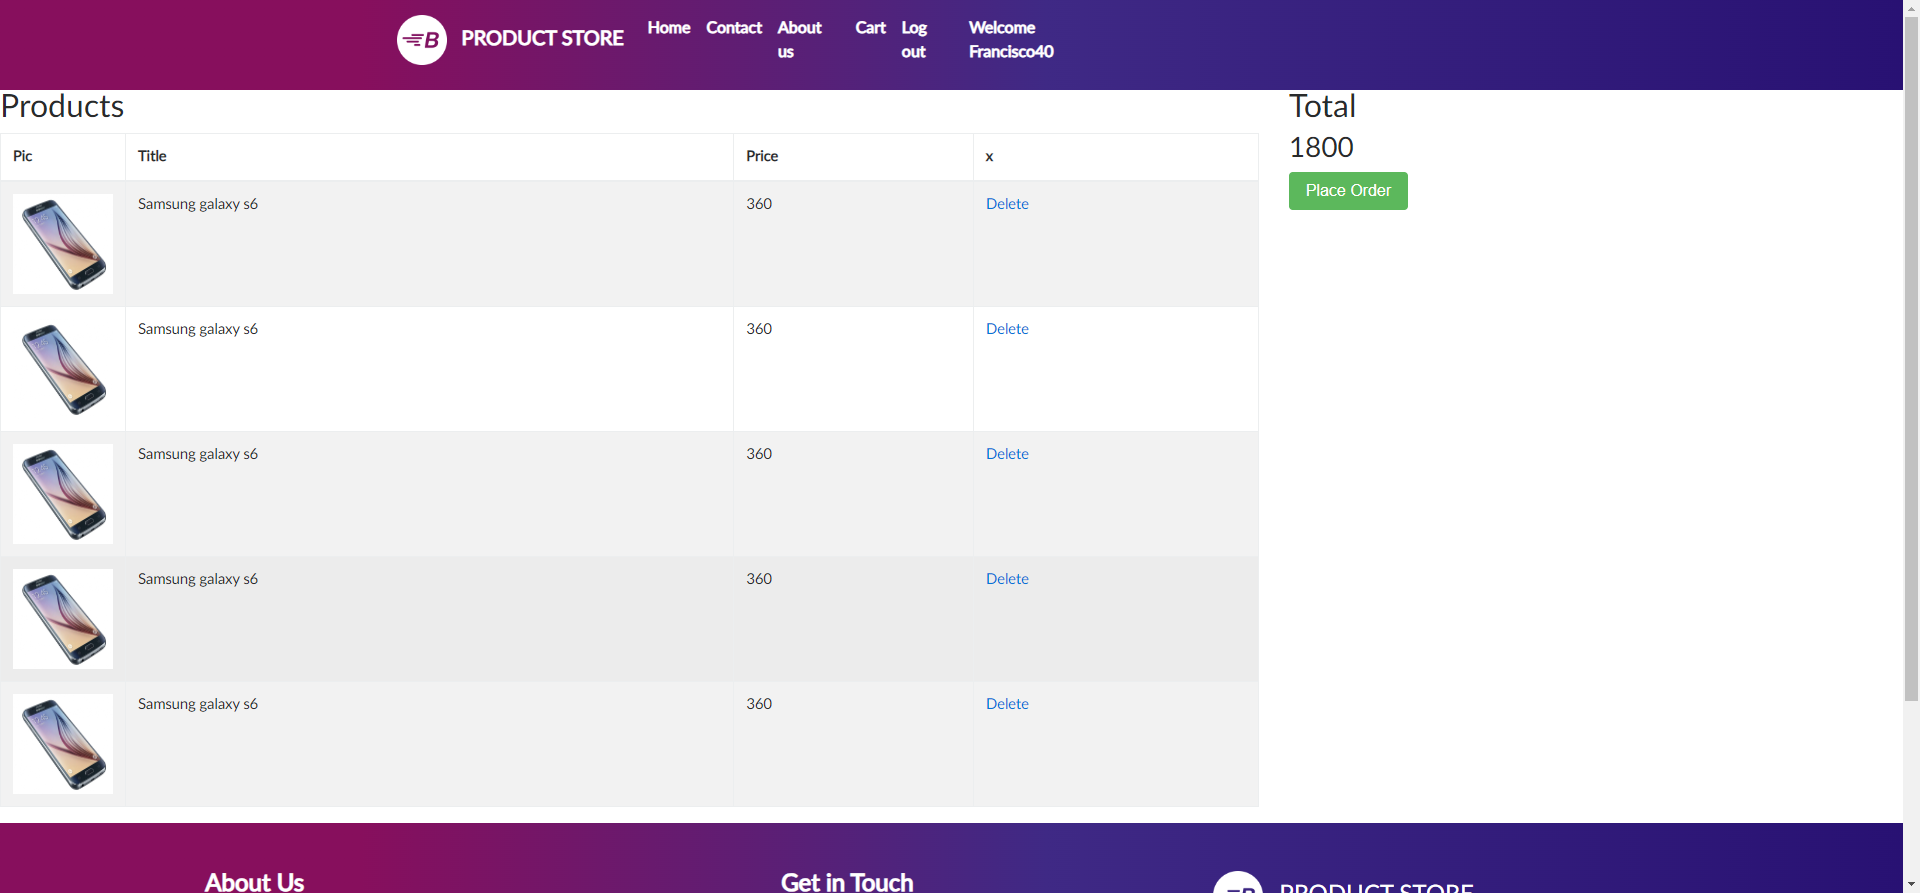 B PRODUCT STORE Home Contact About us Cart Log out Welcome Francisco40
Products
Pic Title Price x
Samsung galaxy s6 360 Delete
Samsung galaxy s6 360 Delete
Samsung galaxy s6 360 Delete
Samsung galaxy s6 360 Delete
Samsung galaxy s6 360 Delete
Total
1800
Place Order
About Us
Get in Touch
B PRODUCT STORE